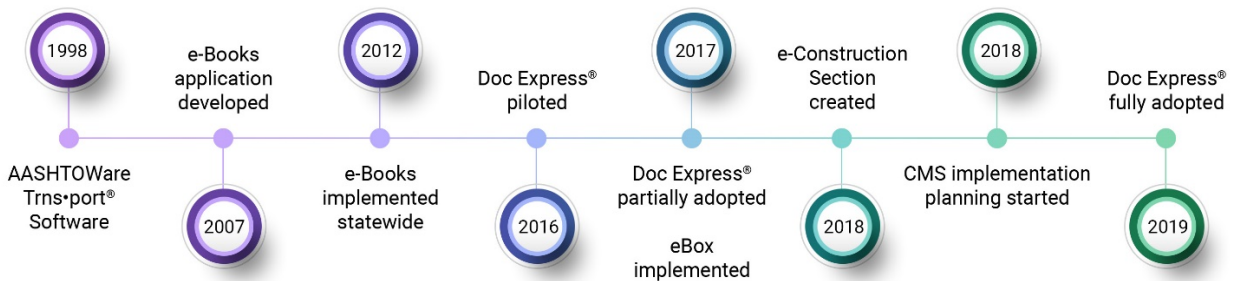 1998
AASHTOWare
Trns•port®
Software
e-Books
application
developed
2007
2012
e-Books
implemented
statewide
Doc Express®
piloted
2016
2017
Doc Express®
partially adopted
eBox
implemented
e-Construction
Section
created
2018
2018
CMS implementation
planning started
Doc Express®
fully adopted
2019